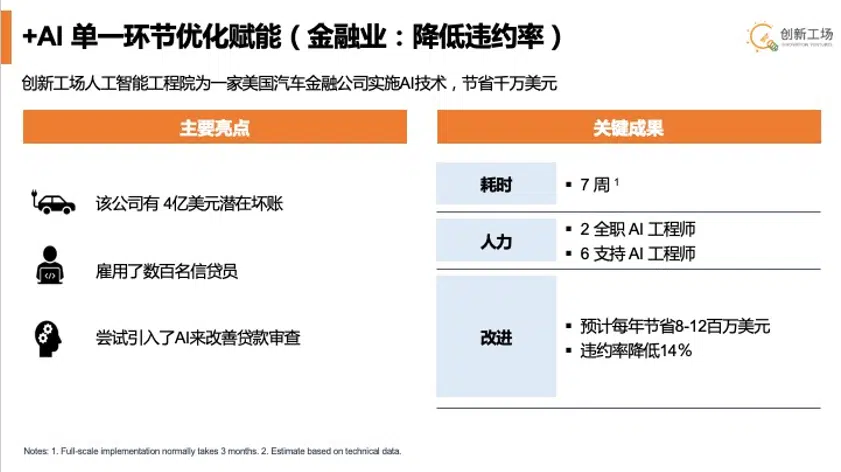 +AI 单一环节优化赋能（金融业：降低违约率）
创新工场
INNOVATION VENTURES
创新工场人工智能工程院为一家美国汽车金融公司实施AI技术，节省千万美元
主要亮点
该公司有 4亿美元潜在坏账
雇用了数百名信贷员
</>
尝试引入了AI来改善贷款审查
关键成果
耗时
▪ 7 周 1
人力
▪ 2 全职 AI 工程师
▪ 6 支持 AI 工程师
改进
▪ 预计每年节省8-12百万美元
▪ 违约率降低14%
Notes: 1. Full-scale implementation normally takes 3 months. 2. Estimate based on technical data.